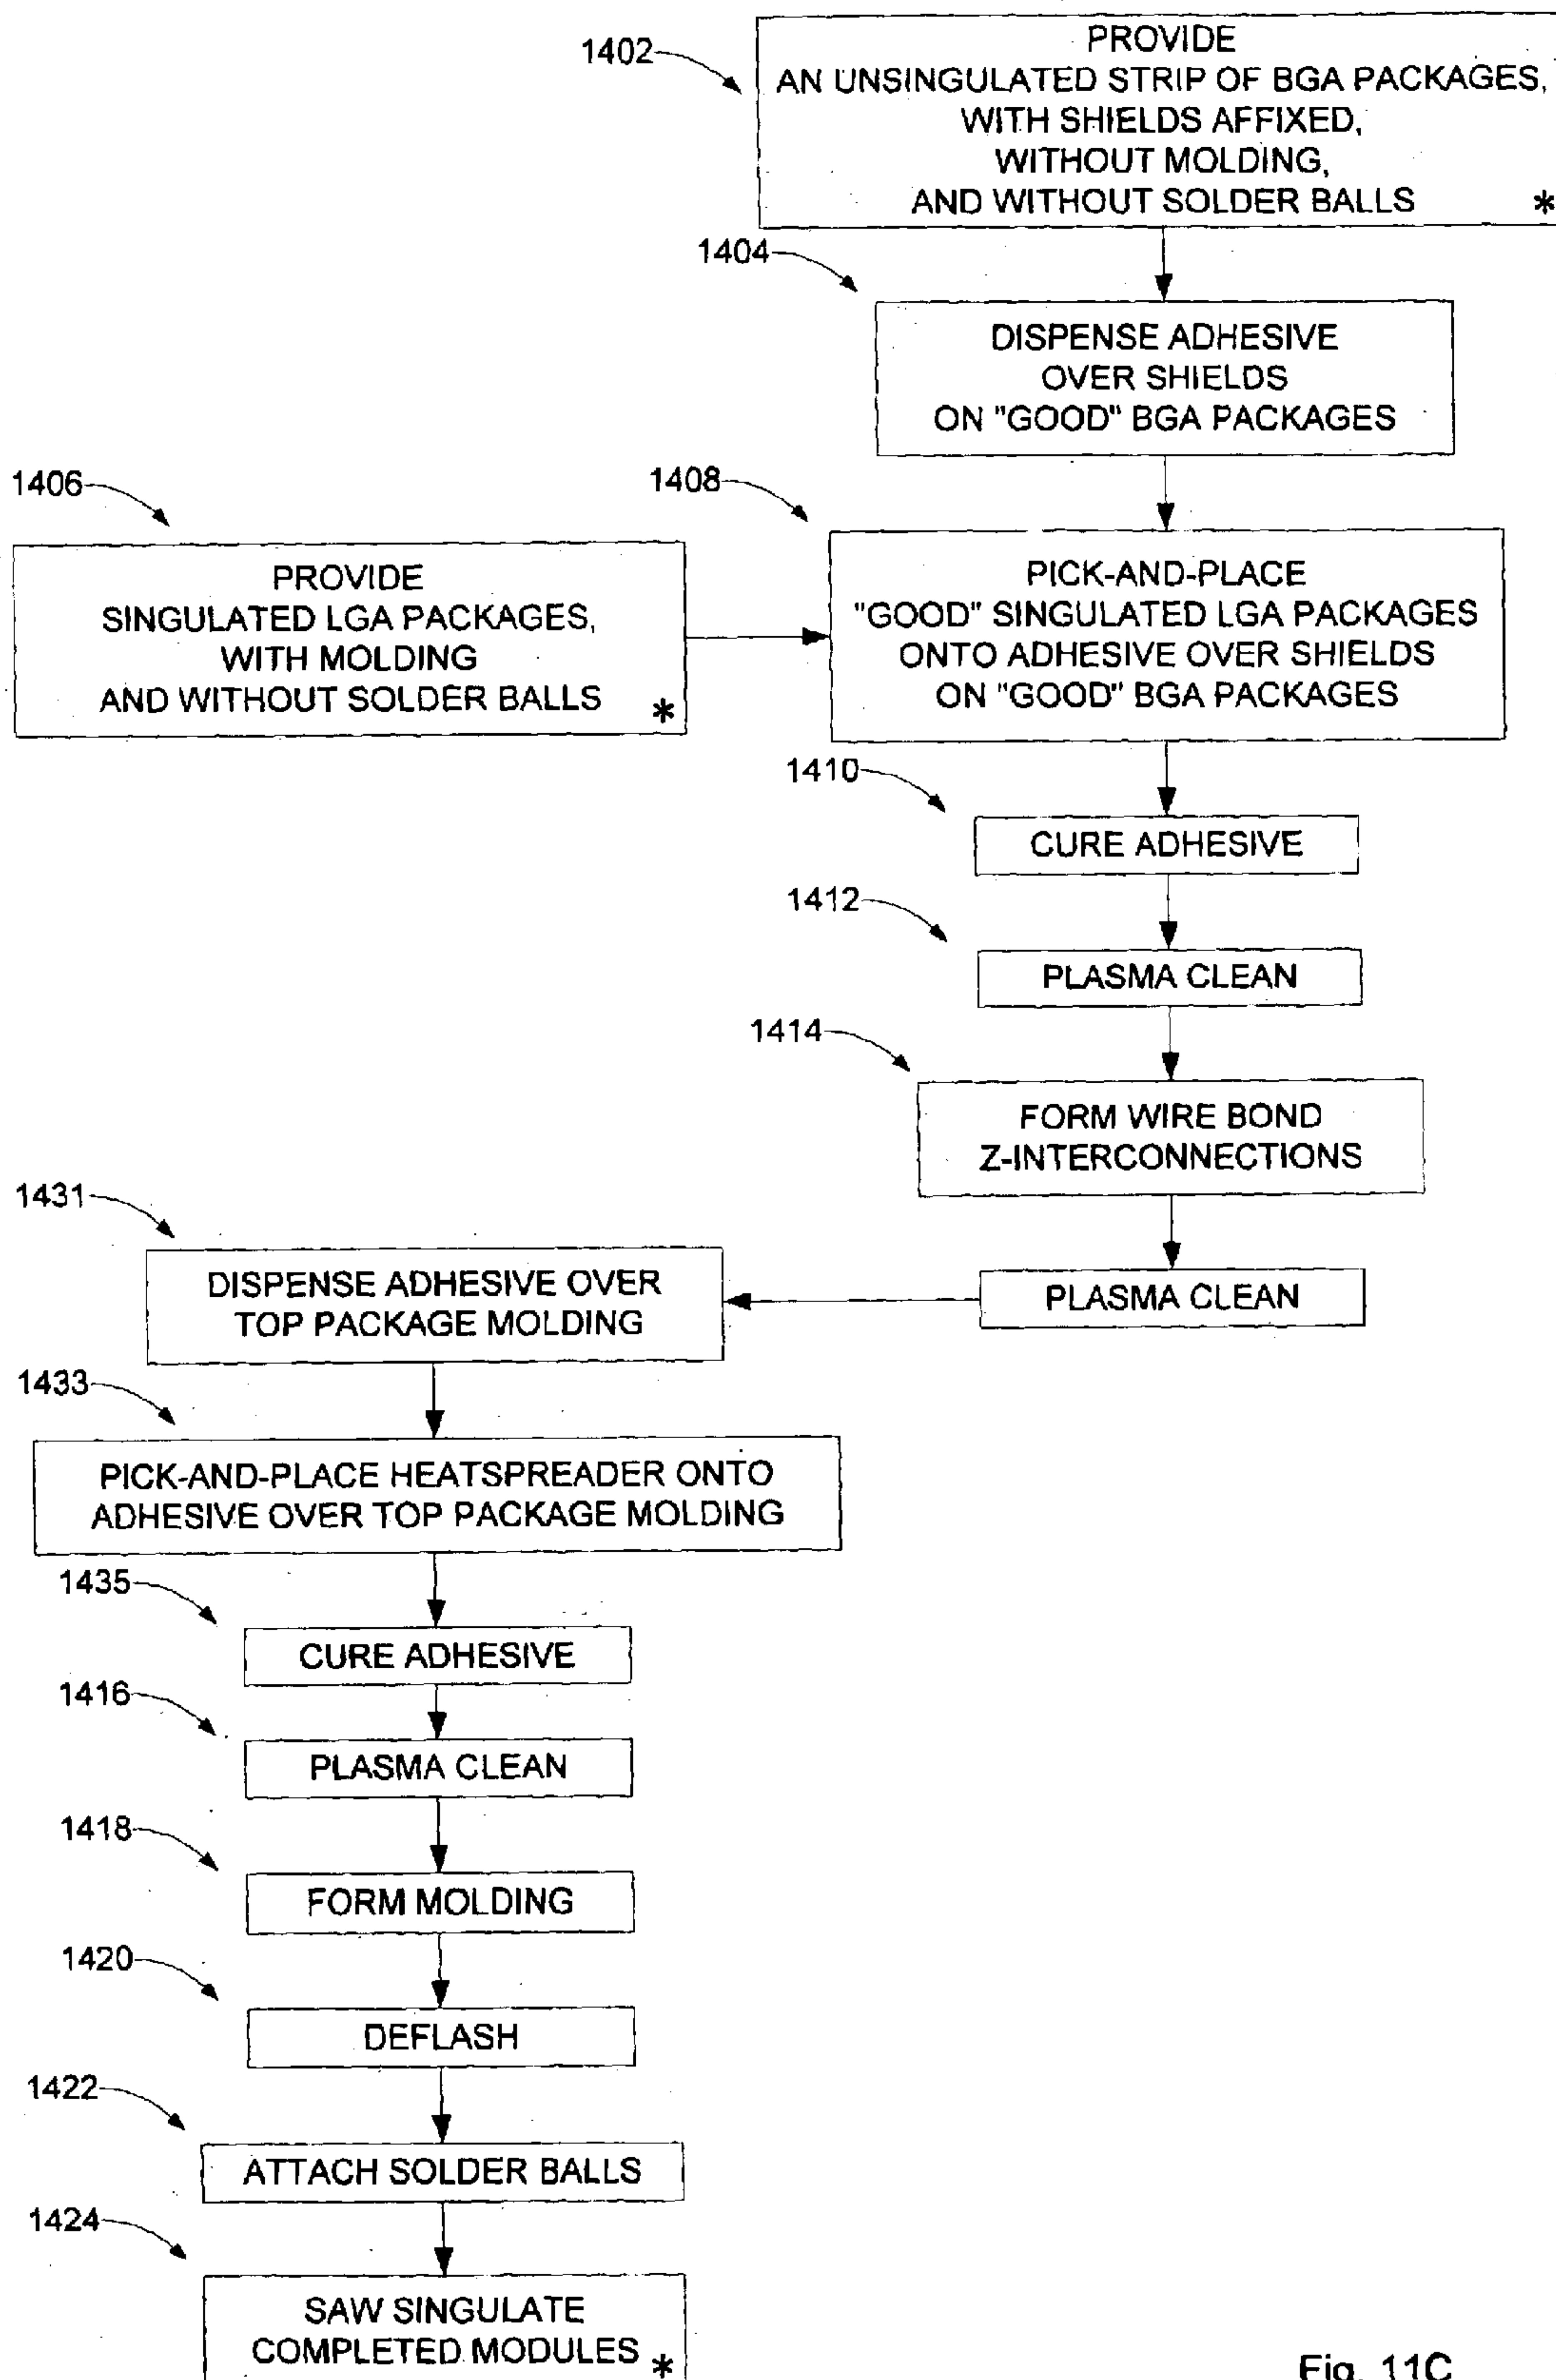 1402
PROVIDE
AN UNSINGULATED STRIP OF BGA PACKAGES,
WITH SHIELDS AFFIXED,
WITHOUT MOLDING,
AND WITHOUT SOLDER BALLS *
1404
DISPENSE ADHESIVE
OVER SHIELDS
ON "GOOD" BGA PACKAGES
1406
PROVIDE
SINGULATED LGA PACKAGES,
WITH MOLDING
AND WITHOUT SOLDER BALLS *
1408
PICK-AND-PLACE
"GOOD" SINGULATED LGA PACKAGES
ONTO ADHESIVE OVER SHIELDS
ON "GOOD" BGA PACKAGES
1410
CURE ADHESIVE
1412
PLASMA CLEAN
1414
FORM WIRE BOND
Z-INTERCONNECTIONS
PLASMA CLEAN
1431
DISPENSE ADHESIVE OVER
TOP PACKAGE MOLDING
1433
PICK-AND-PLACE HEATSPREADER ONTO
ADHESIVE OVER TOP PACKAGE MOLDING
1435
CURE ADHESIVE
1416
PLASMA CLEAN
1418
FORM MOLDING
1420
DEFLASH
1422
ATTACH SOLDER BALLS
1424
SAW SINGULATE
COMPLETED MODULES *
Fig. 11C